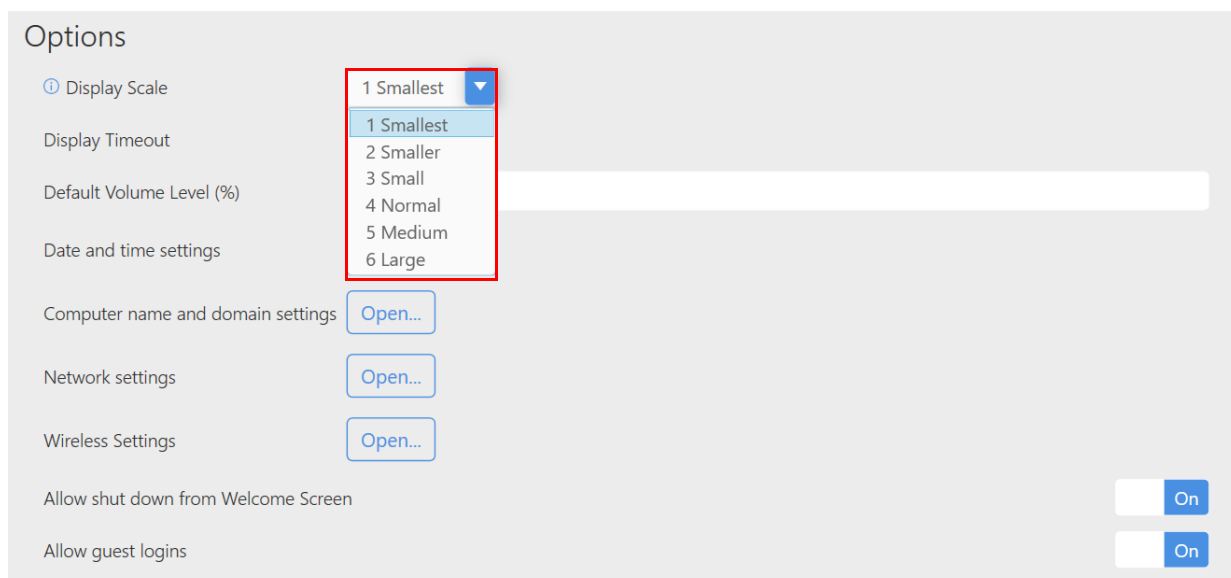 Options
Display Scale
1 Smallest
1 Smallest
2 Smaller
3 Small
4 Normal
5 Medium
6 Large
Display Timeout
Default Volume Level (%)
Date and time settings
Computer name and domain settings Open...
Network settings Open...
Wireless Settings Open...
Allow shut down from Welcome Screen On
Allow guest logins On